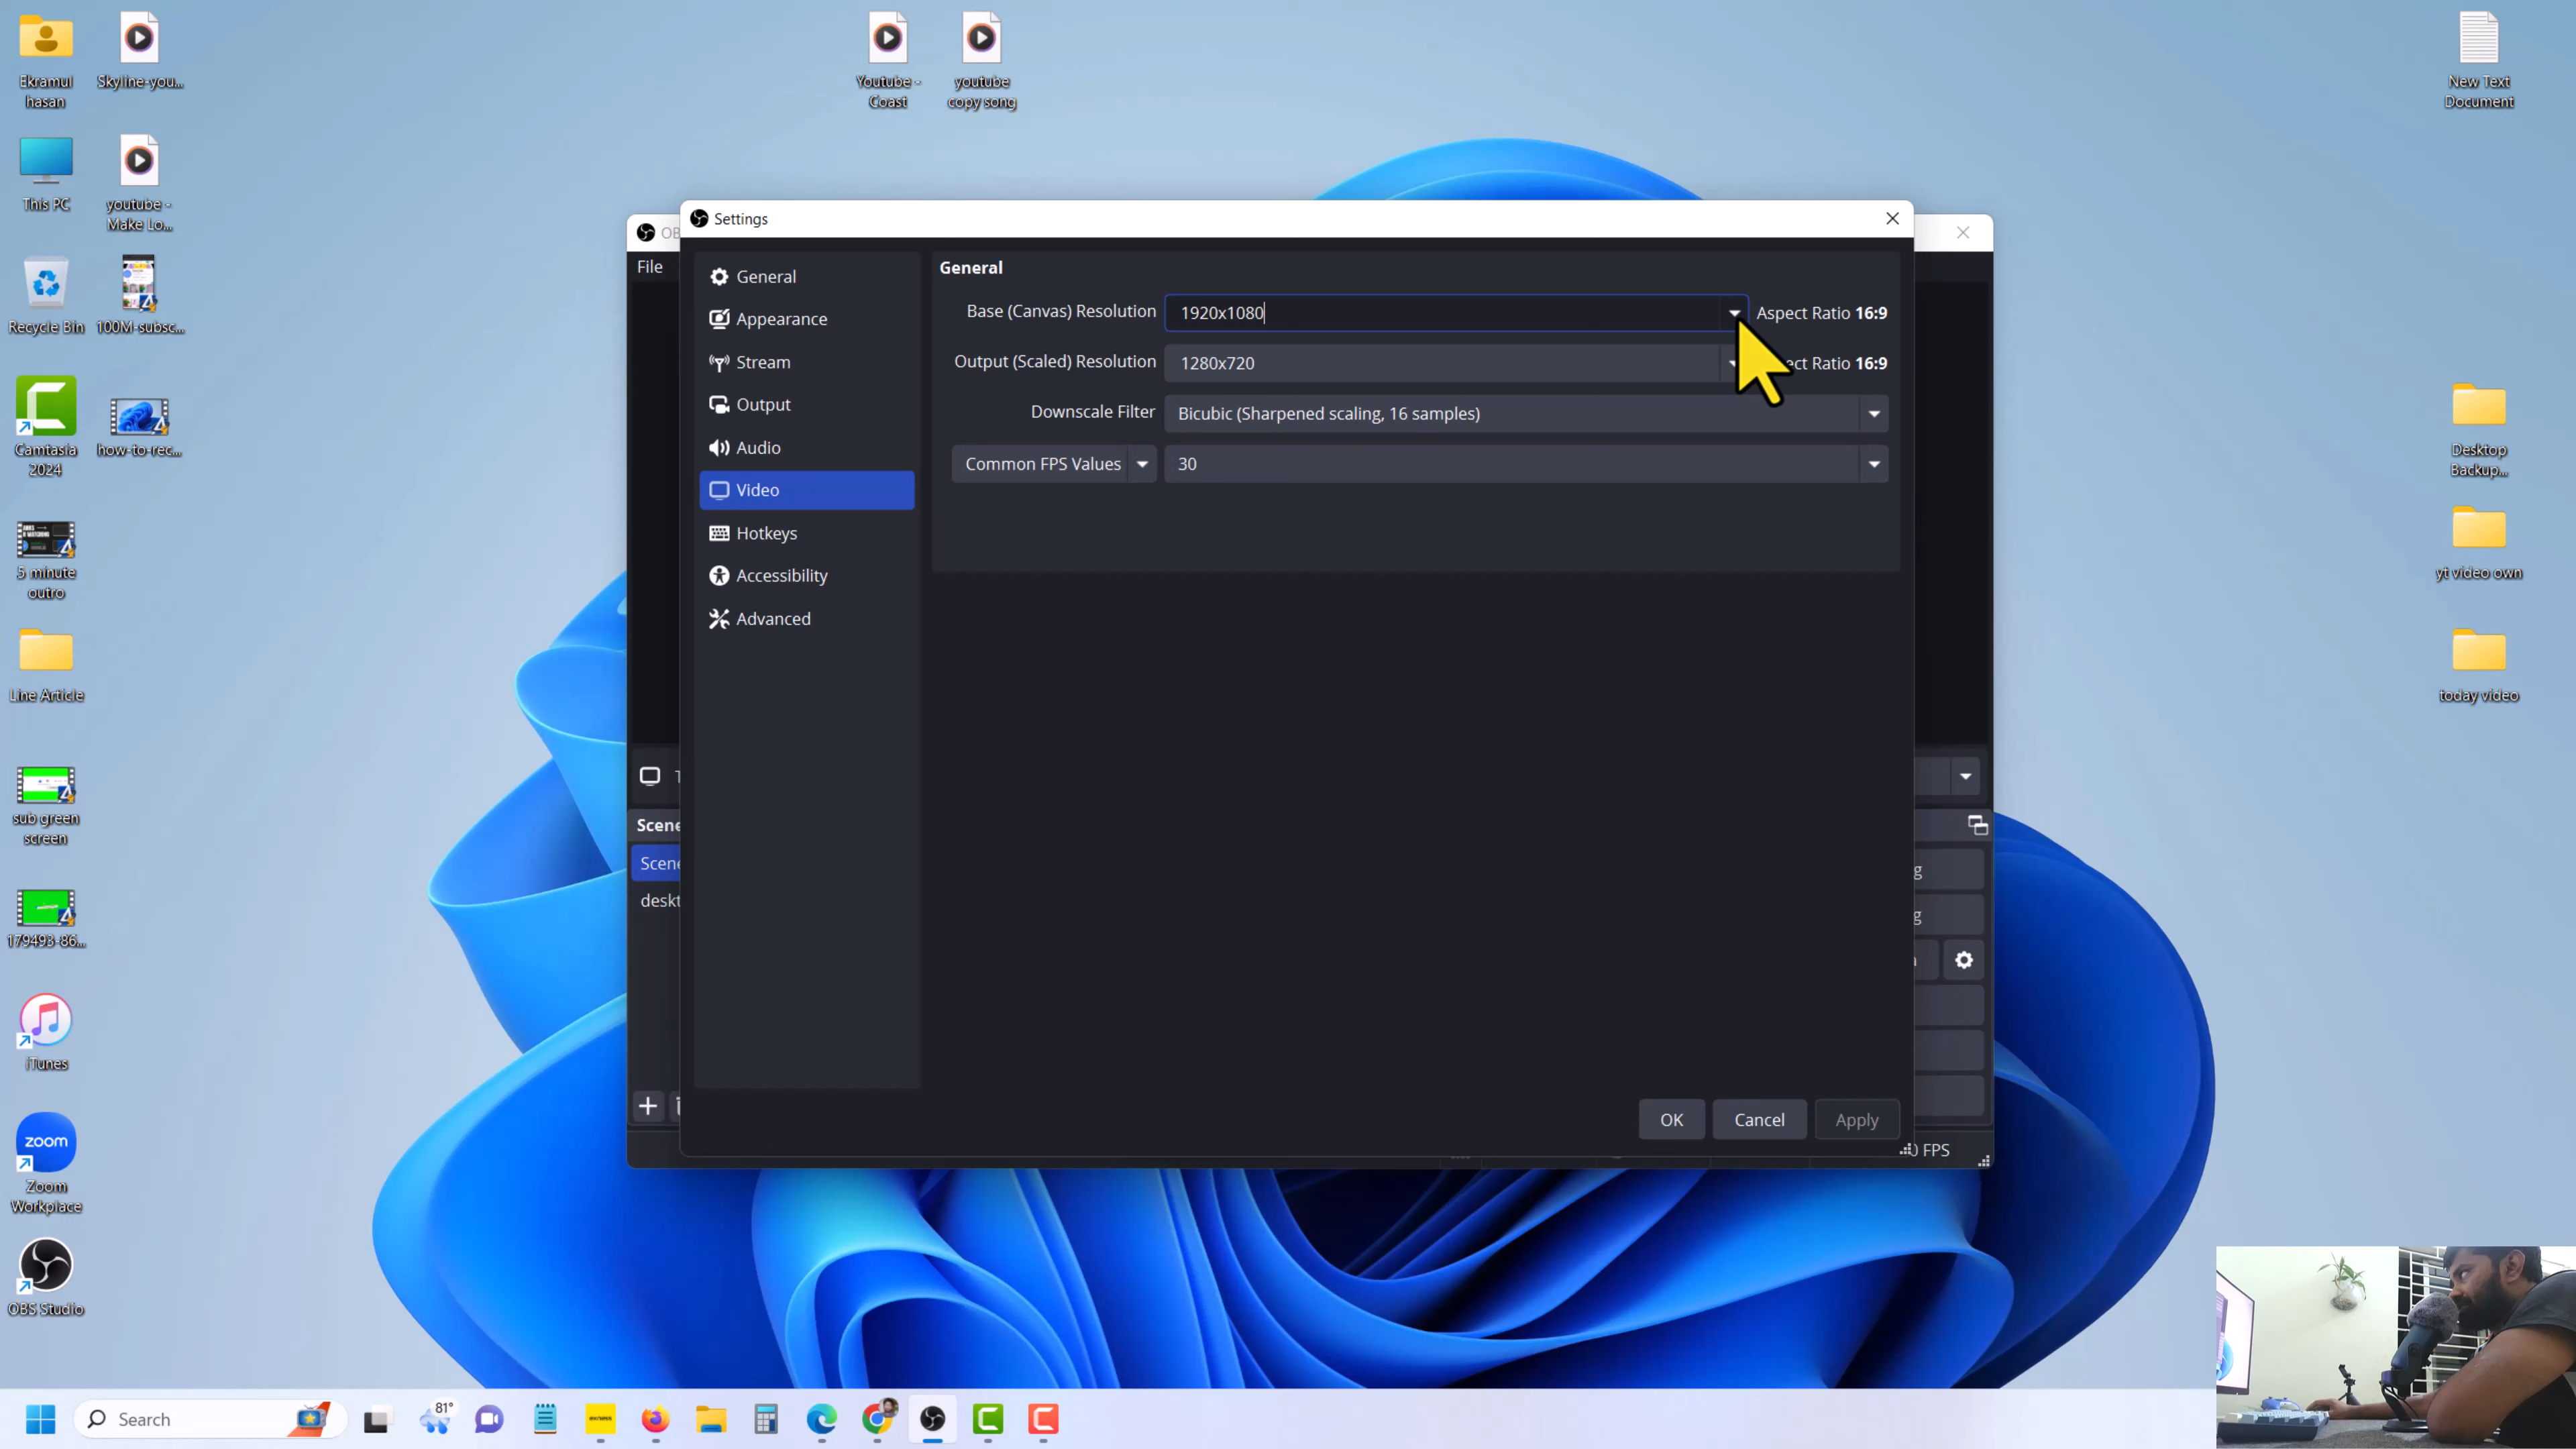 Ekramul
hasan
Skyline-you...
Youtube -
Coast
youtube
copy song
New Text
Document
This PC
youtube -
Make Lo...
Recycle Bin
100M-subsc...
Camtasia
2024
how-to-rec...
5 minute
outro
Line Article
sub green
screen
179493-86...
iTunes
zoom
Zoom
Workplace
OBS Studio
Desktop
Backup...
yt video own
today video
OB
File
Scene
Scene
deskt
g
g
0 FPS
Settings
General
Appearance
Stream
Output
Audio
Video
Hotkeys
Accessibility
Advanced
General
Base (Canvas) Resolution 1920x1080 Aspect Ratio 16:9
Output (Scaled) Resolution 1280x720 ect Ratio 16:9
Downscale Filter Bicubic (Sharpened scaling, 16 samples)
Common FPS Values 30
OK Cancel Apply
Search
81°